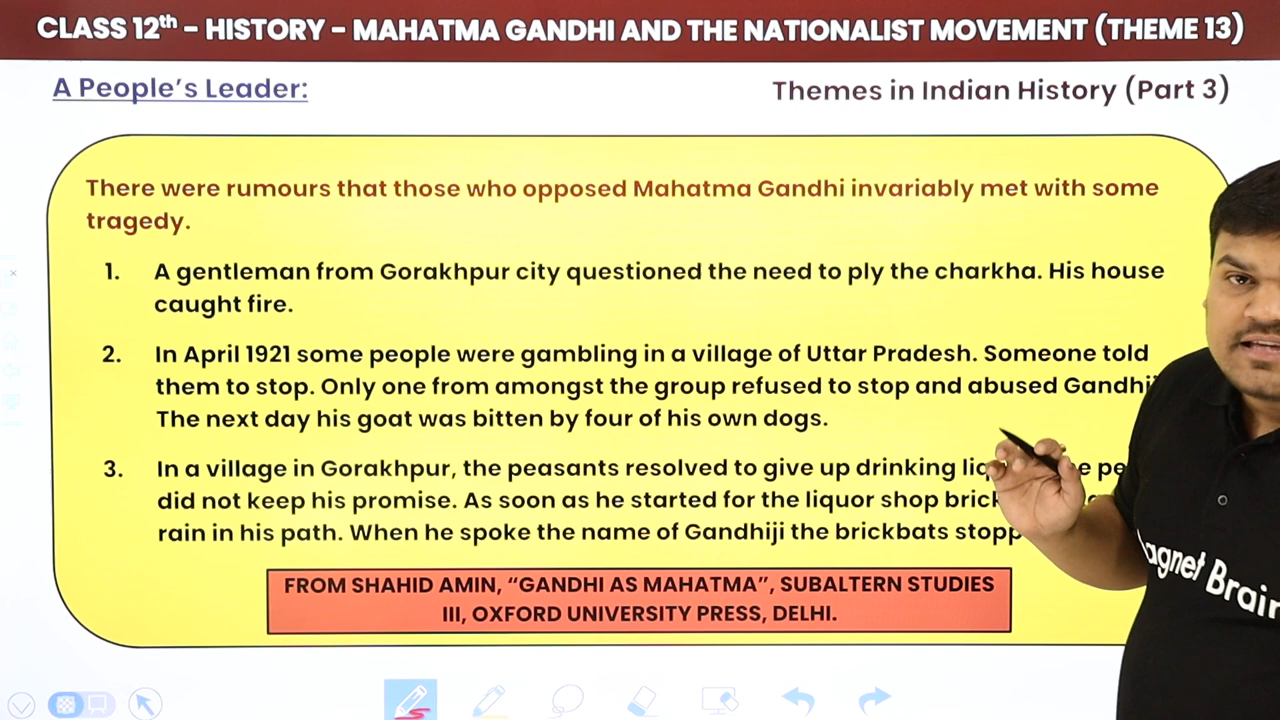 CLASS 12th – HISTORY – MAHATMA GANDHI AND THE NATIONALIST MOVEMENT (THEME 13)
A People's Leader:
Themes in Indian History (Part 3)
There were rumours that those who opposed Mahatma Gandhi invariably met with some
tragedy.
1. A gentleman from Gorakhpur city questioned the need to ply the charkha. His house
caught fire.
2. In April 1921 some people were gambling in a village of Uttar Pradesh. Someone told
them to stop. Only one from amongst the group refused to stop and abused Gandhij
The next day his goat was bitten by four of his own dogs.
3. In a village in Gorakhpur, the peasants resolved to give up drinking
did not keep his promise. As soon as he started for the liquor shop
rain in his path. When he spoke the name of Gandhiji the brickbats
FROM SHAHID AMIN, “GANDHI AS MAHATMA”, SUBALTERN STUDIES
III, OXFORD UNIVERSITY PRESS, DELHI.
agnet Brain